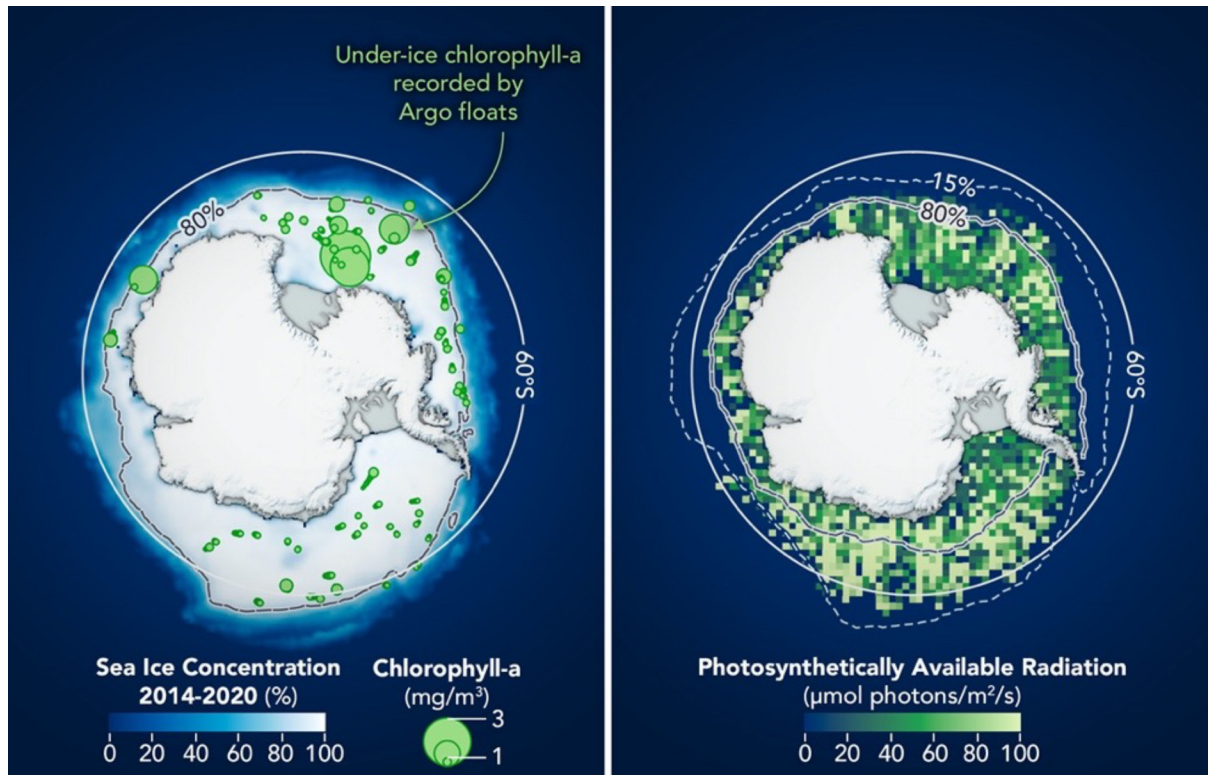 Under-ice chlorophyll-a
recorded by
Argo floats
80%
60°S
Sea Ice Concentration
2014-2020 (%)
0 20 40 60 80 100
Chlorophyll-a
(mg/m³)
3
1
15%
80%
60°S
Photosynthetically Available Radiation
(µmol photons/m²/s)
0 20 40 60 80 100